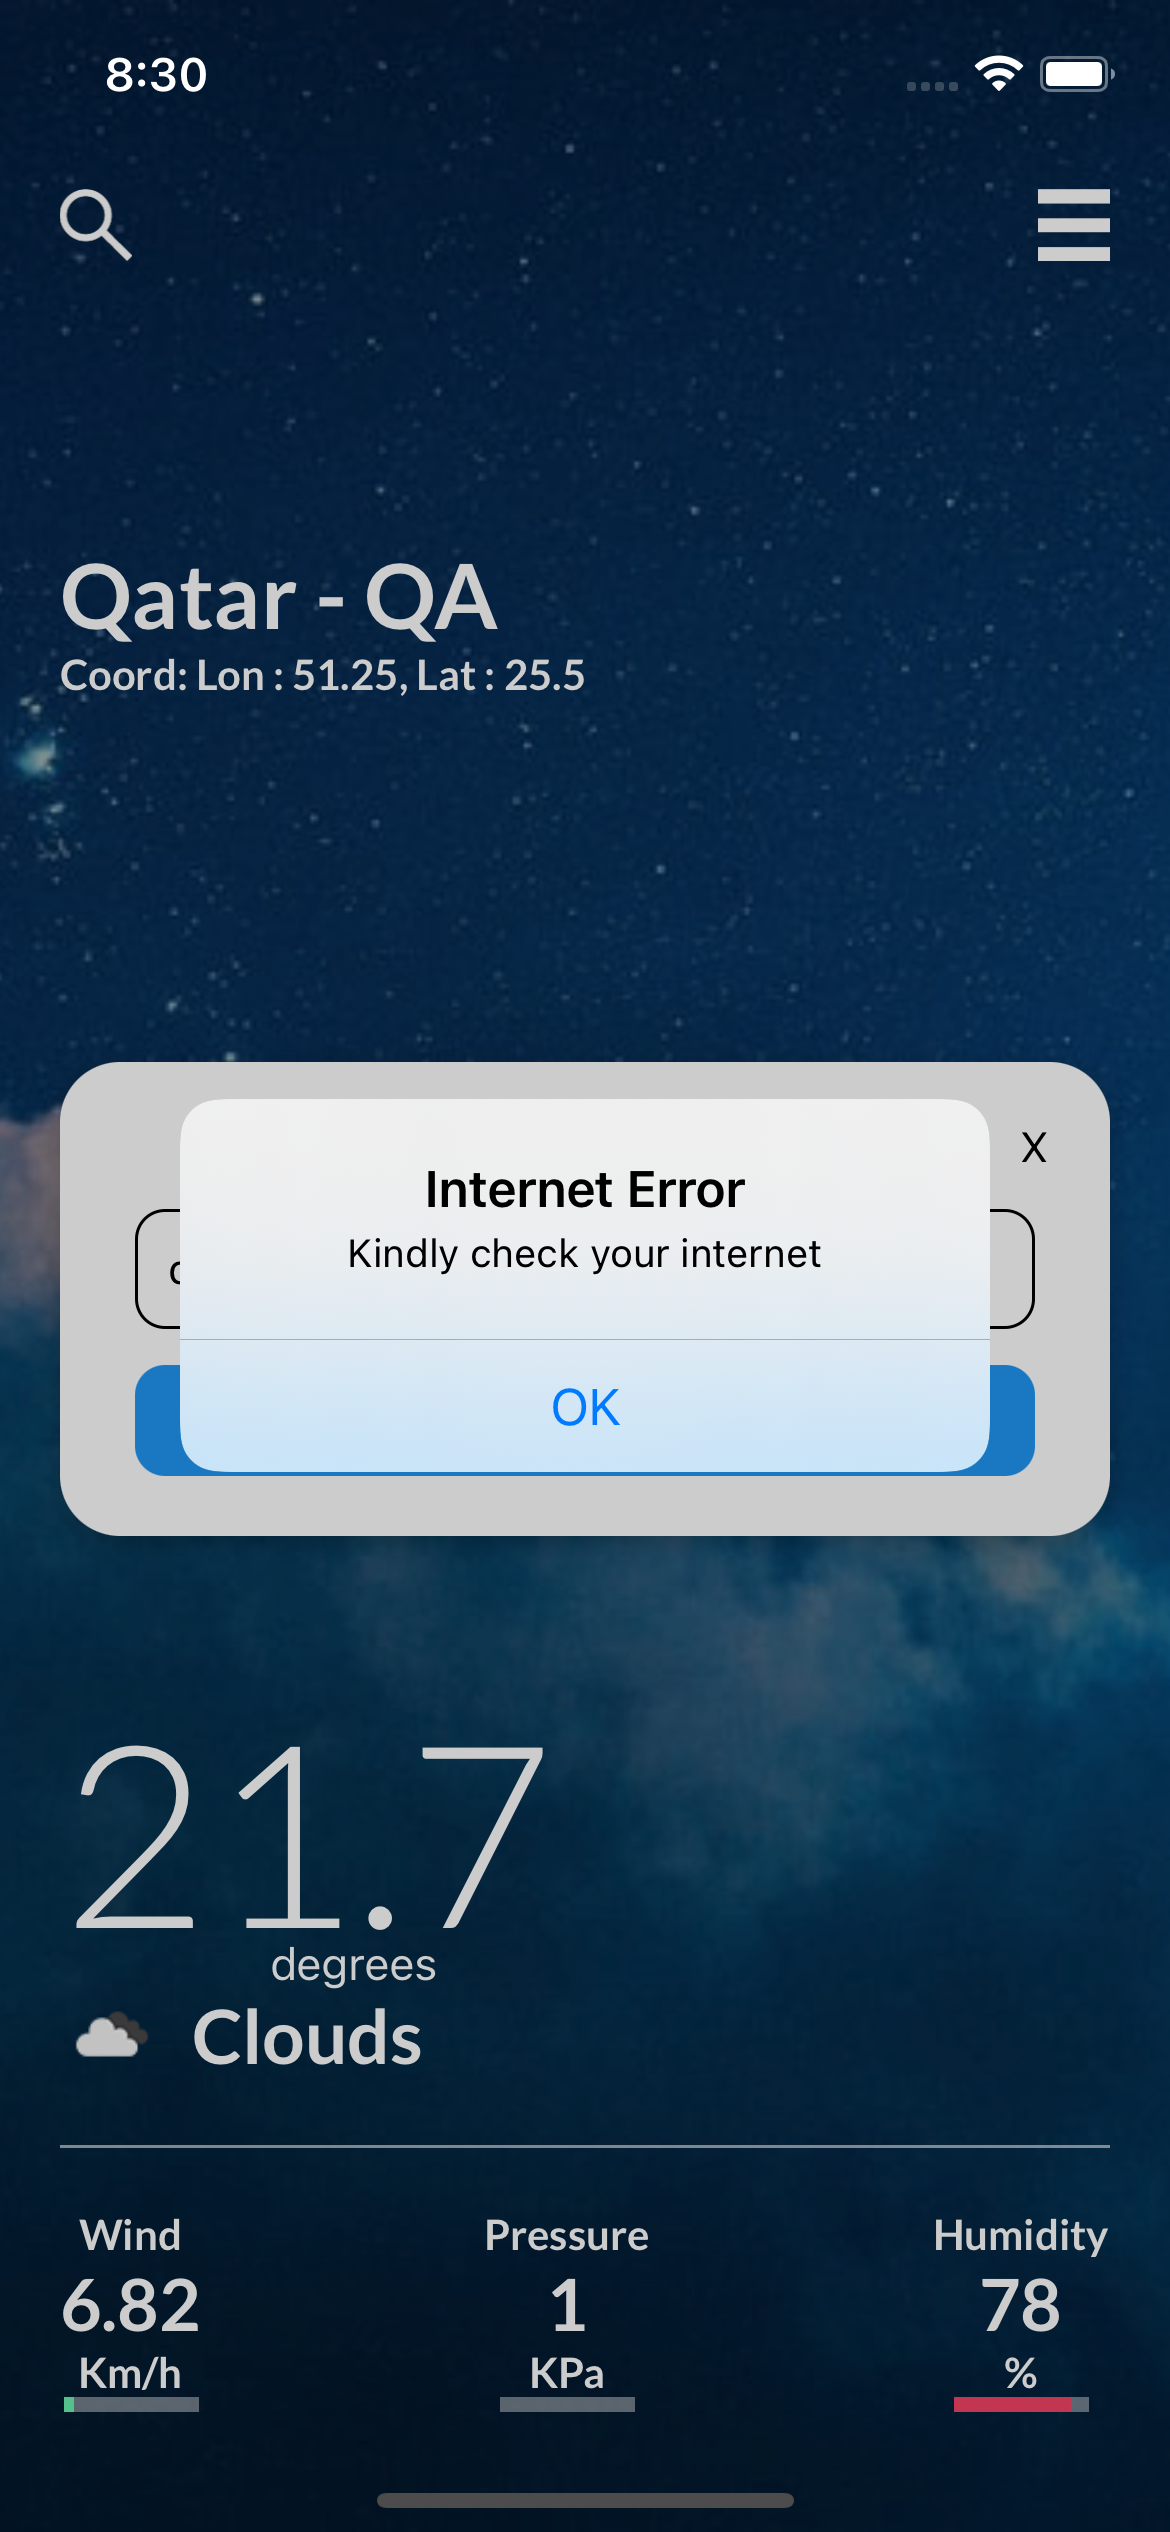 8:30
Qatar - QA
Coord: Lon : 51.25, Lat : 25.5
X
Internet Error
Kindly check your internet
OK
21.7
degrees
Clouds
Wind
6.82
Km/h
Pressure
1
KPa
Humidity
78
%